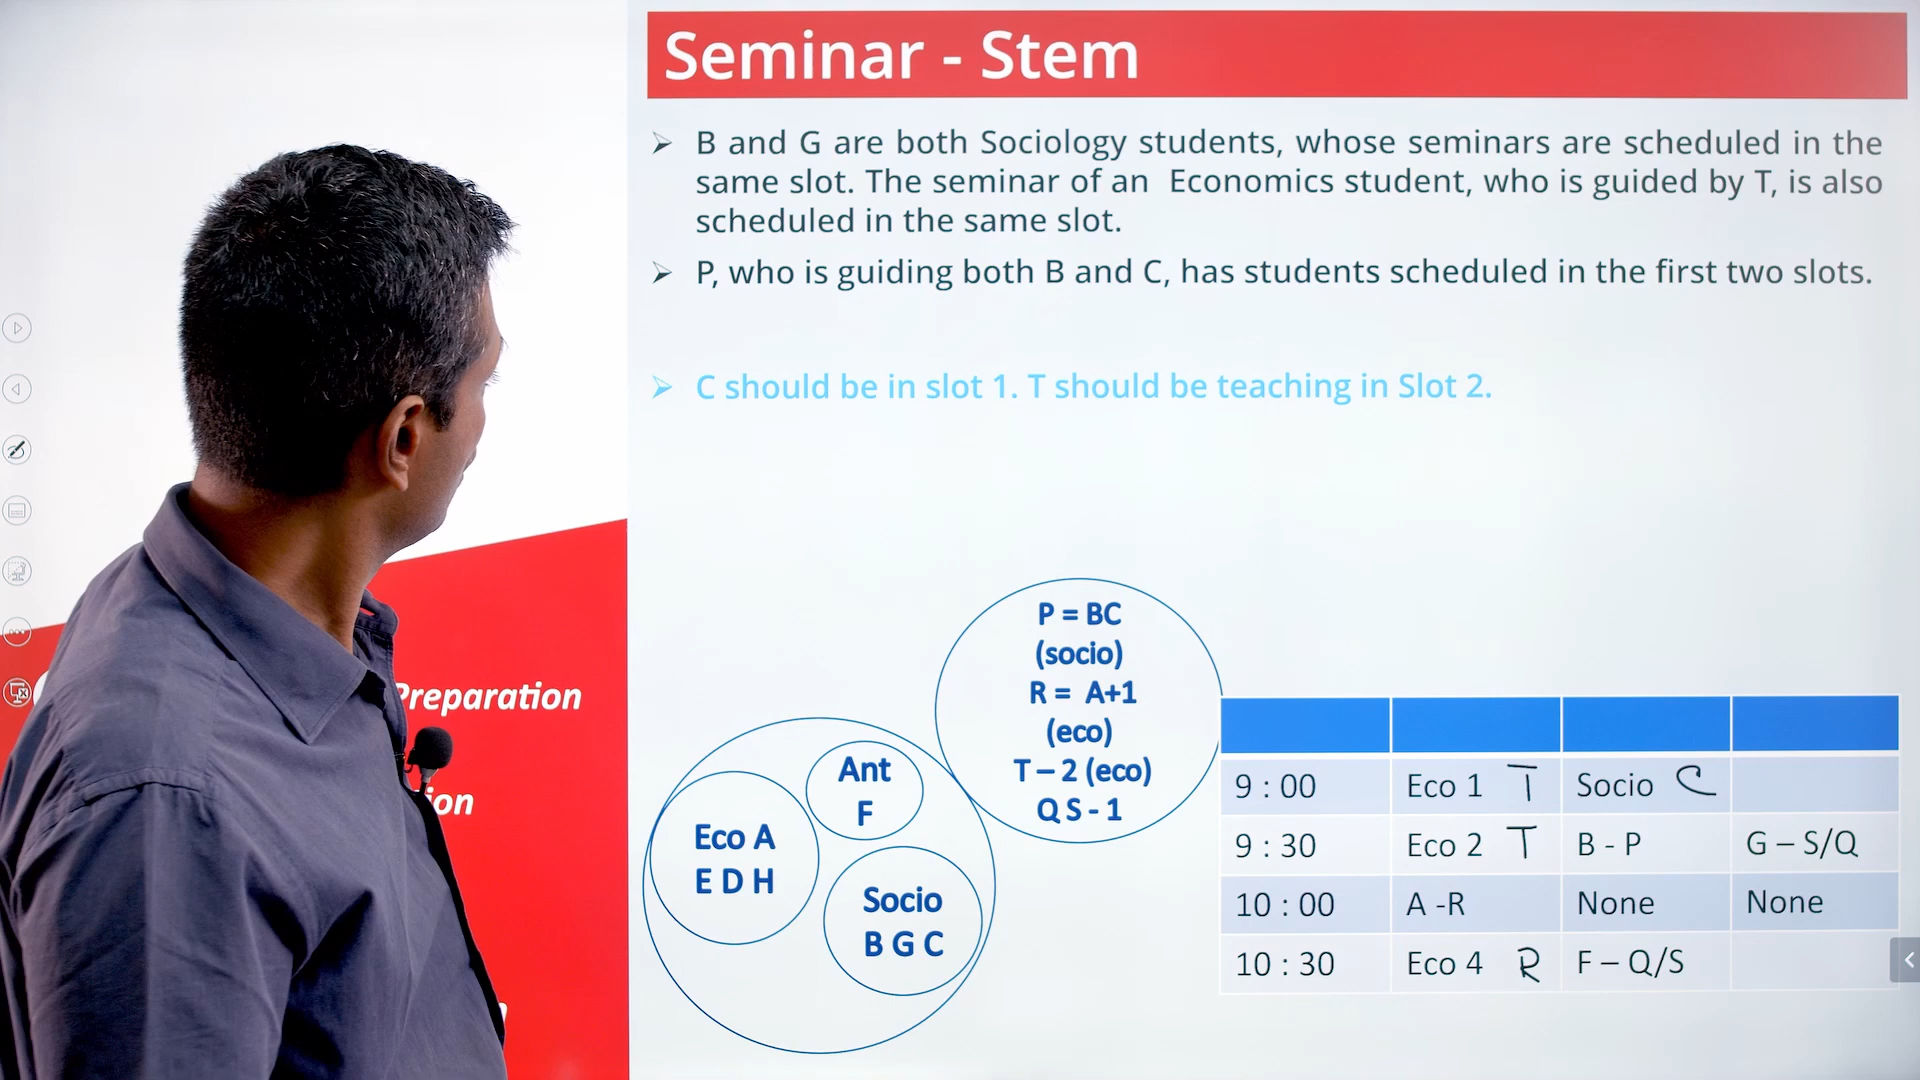 Seminar - Stem
B and G are both Sociology students, whose seminars are scheduled in the
same slot. The seminar of an Economics student, who is guided by T, is also
scheduled in the same slot.
P, who is guiding both B and C, has students scheduled in the first two slots.
C should be in slot 1. T should be teaching in Slot 2.
P = BC
(socio)
R = A+1
(eco)
T – 2 (eco)
Q S - 1
Ant
F
Eco A
E D H
Socio
B G C
9 : 00 Eco 1 T Socio C
9 : 30 Eco 2 T B - P G – S/Q
10 : 00 A -R None None
10 : 30 Eco 4 R F – Q/S
Preparation
ion